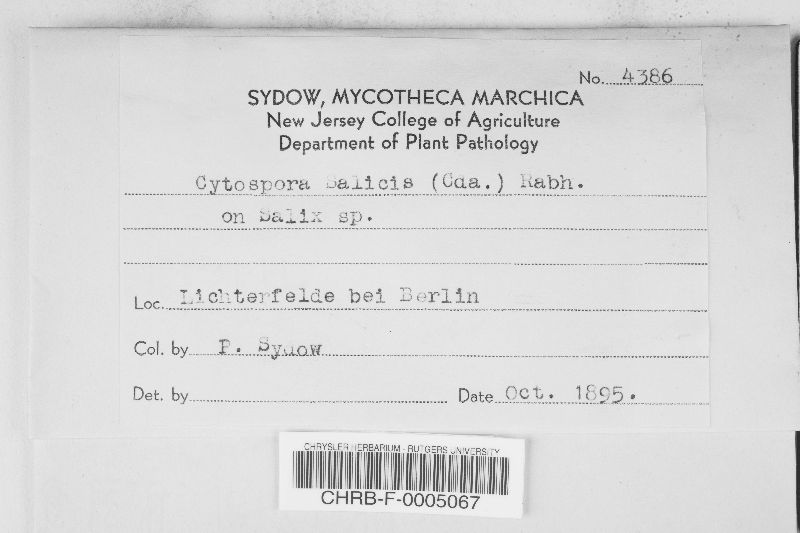 No. 4386
SYDOW, MYCOTHECA MARCHICA
New Jersey College of Agriculture
Department of Plant Pathology
Cytospora Salicis (Cda.) Rabh.
on Salix sp.
Loc. Lichterfelde bei Berlin
Col. by P. Sydow
Det. by
Date Oct. 1895.
CHRYSLER HERBARIUM - RUTGERS UNIVERSITY
CHRB-F-0005067